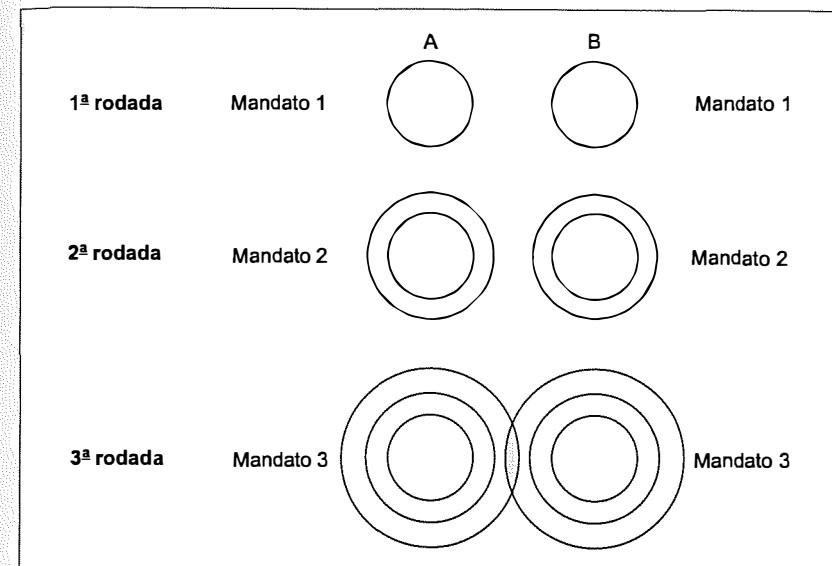 A B
1ª rodada Mandato 1 Mandato 1
2ª rodada Mandato 2 Mandato 2
3ª rodada Mandato 3 Mandato 3